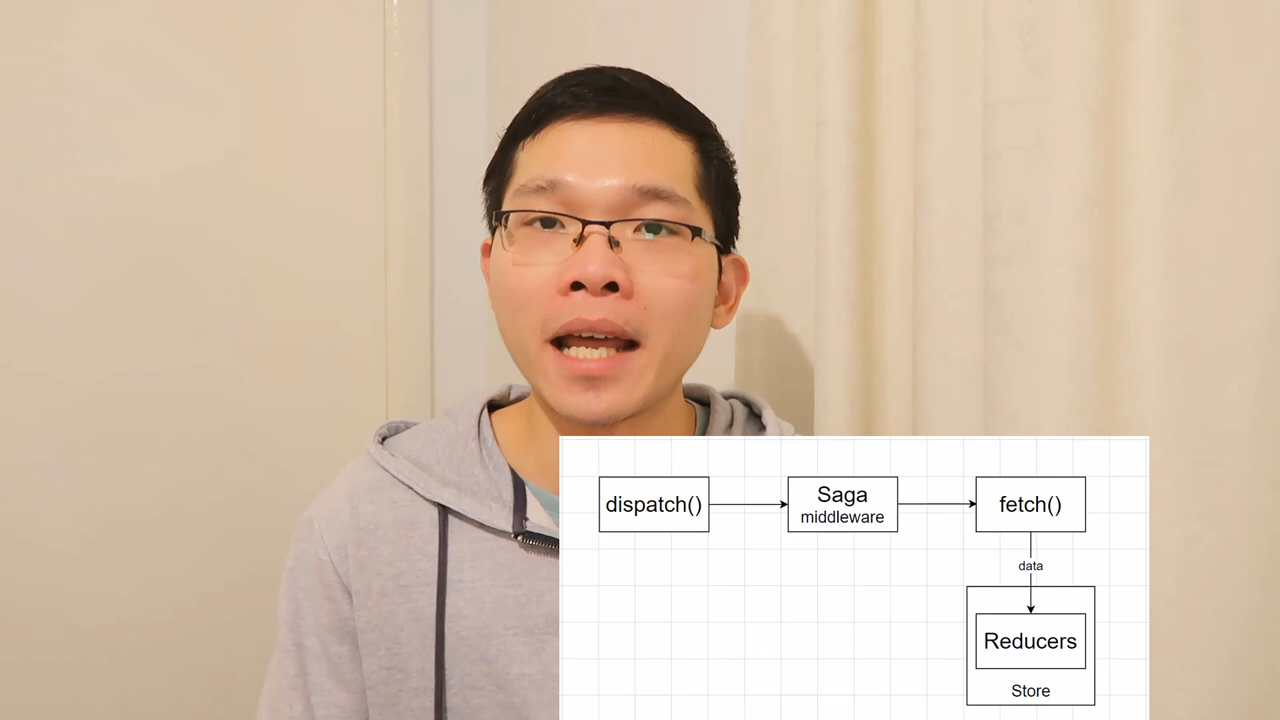 dispatch()
Saga
middleware
fetch()
data
Reducers
Store